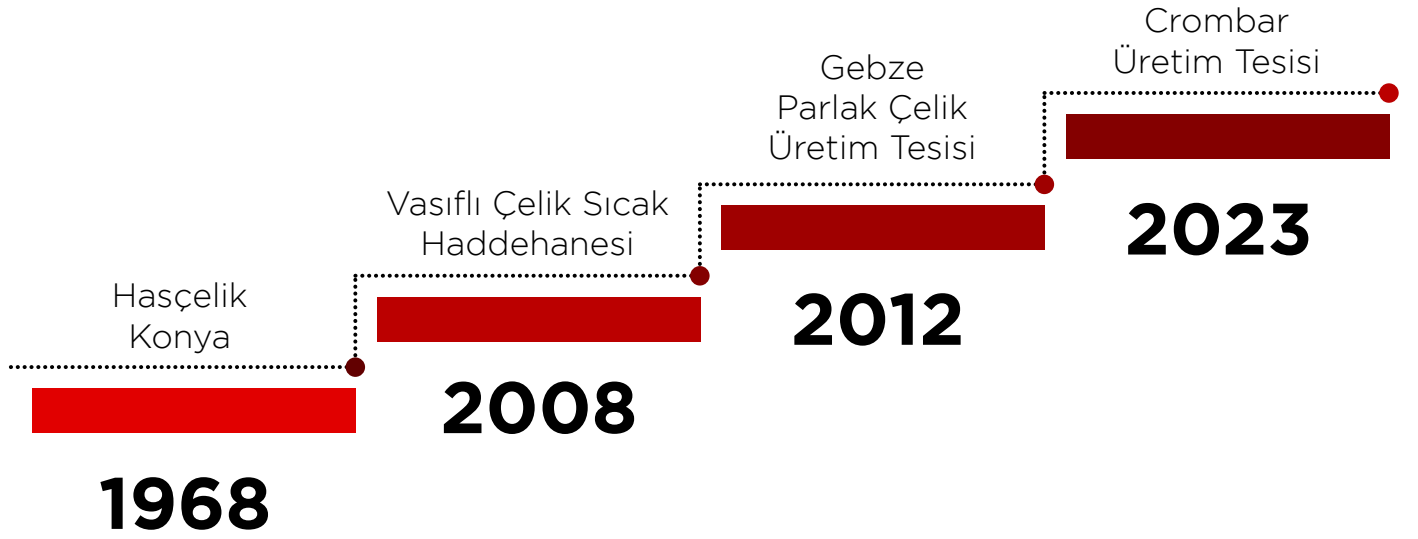 Hasçelik
Konya
1968
Vasıflı Çelik Sıcak
Haddehanesi
2008
Gebze
Parlak Çelik
Üretim Tesisi
2012
Crombar
Üretim Tesisi
2023